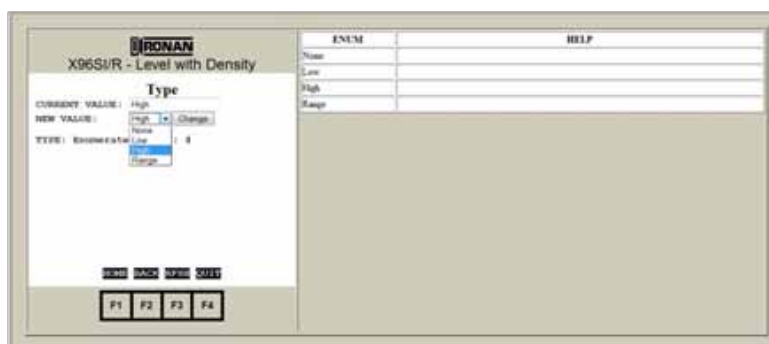 RONAN
X96SI/R - Level with Density
Type
CURRENT VALUE: High
NEW VALUE: High Change
None
Low
High
Range
TYPE: Enumerate : 4
HOME BACK RFSH QUIT
F1 F2 F3 F4
ENUM HELP
None
Low
High
Range